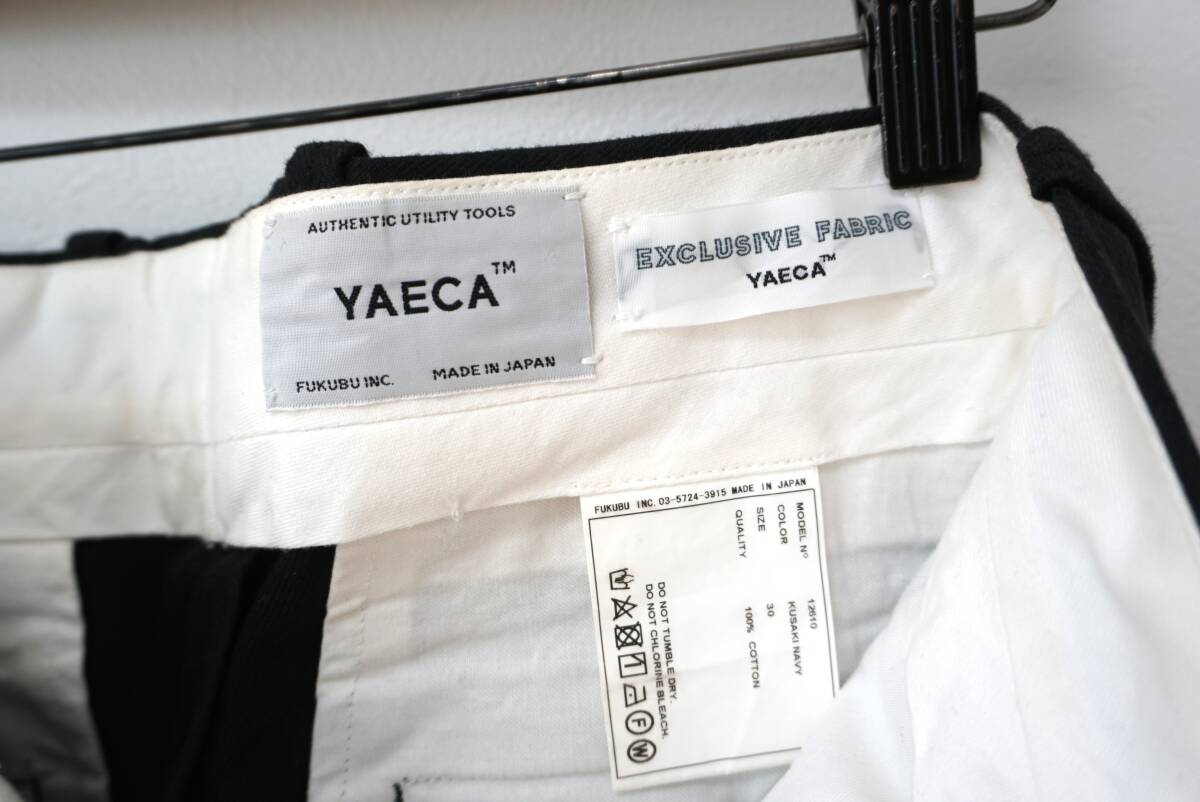 AUTHENTIC UTILITY TOOLS
YAECA™
FUKUBU INC. MADE IN JAPAN
EXCLUSIVE FABRIC
YAECA™
FUKUBU INC. 03-5724-3915 MADE IN JAPAN
MODEL Nº 12610
COLOR KUSAKI NAVY
SIZE 30
QUALITY 100% COTTON
DO NOT TUMBLE DRY.
DO NOT CHLORINE BLEACH.
F
W